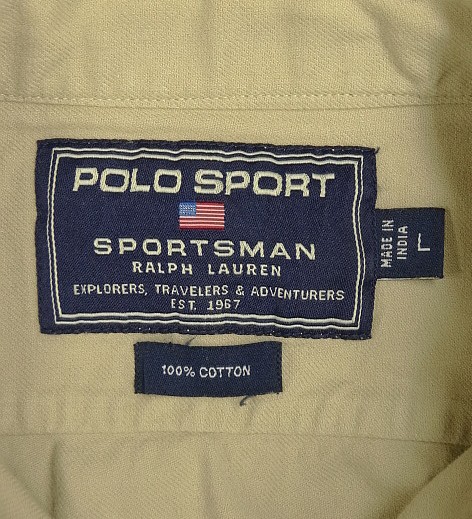 POLO SPORT
SPORTSMAN
RALPH LAUREN
EXPLORERS, TRAVELERS & ADVENTURERS
EST. 1967
MADE IN
INDIA
L
100% COTTON